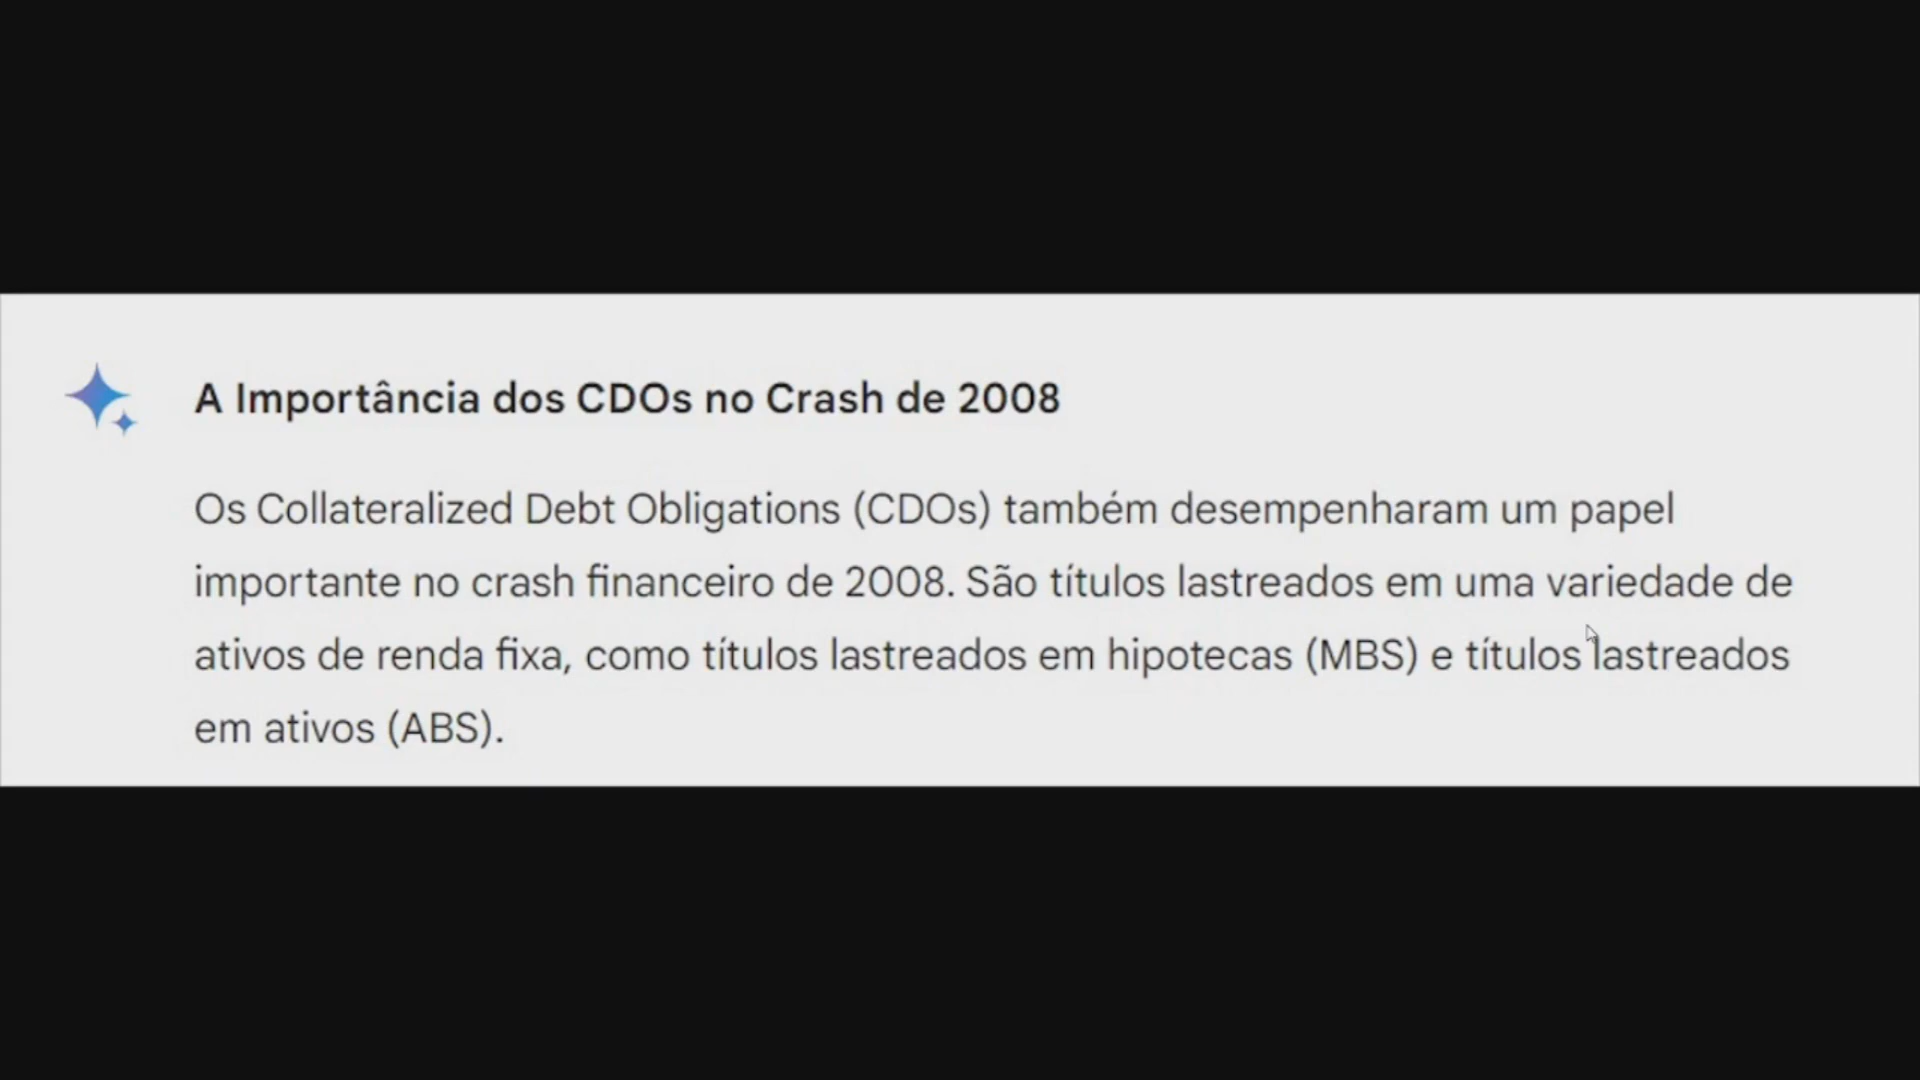 A Importância dos CDOs no Crash de 2008
Os Collateralized Debt Obligations (CDOs) também desempenharam um papel
importante no crash financeiro de 2008. São títulos lastreados em uma variedade de
ativos de renda fixa, como títulos lastreados em hipotecas (MBS) e títulos lastreados
em ativos (ABS).